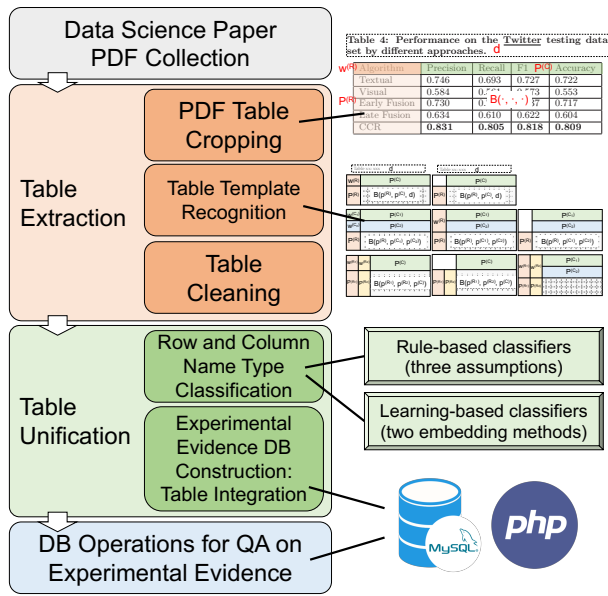 Data Science Paper
PDF Collection
Table
Extraction
PDF Table
Cropping
Table Template
Recognition
Table
Cleaning
Table
Unification
Row and Column
Name Type
Classification
Experimental
Evidence DB
Construction:
Table Integration
DB Operations for QA on
Experimental Evidence
Table 4: Performance on the Twitter testing data
set by different approaches. d
w(R) Algorithm Precision Recall F1 P(C) Accuracy
Textual 0.746 0.693 0.727 0.722
Visual 0.584 0.553
P(R) Early Fusion 0.730 B(·, ·, ·) 0.717
Late Fusion 0.634 0.610 0.622 0.604
CCR 0.831 0.805 0.818 0.809
d d
w(R) P(C) P(C)
P(R) B(p(R), p(C), d) P(R) B(p(R), p(C), d)
Rule-based classifiers
(three assumptions)
Learning-based classifiers
(two embedding methods)
MySQL
php